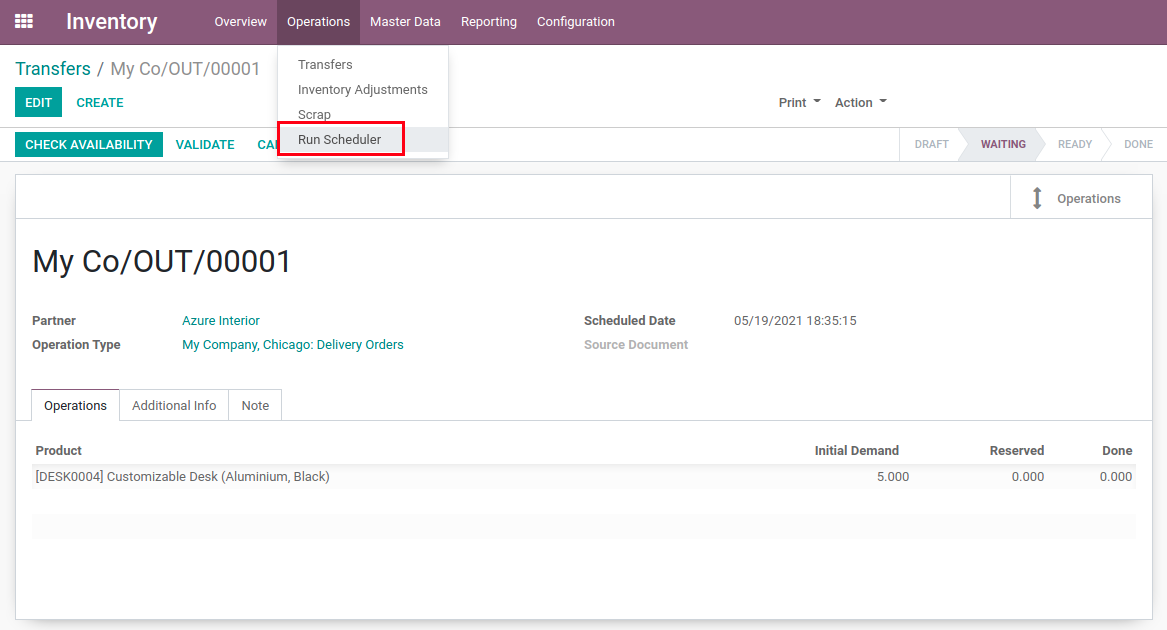 Inventory Overview Operations Master Data Reporting Configuration
Transfers
Inventory Adjustments
Scrap
Run Scheduler
Transfers / My Co/OUT/00001
EDIT CREATE Print Action
CHECK AVAILABILITY VALIDATE CA DRAFT WAITING READY DONE
Operations
My Co/OUT/00001
Partner Azure Interior Scheduled Date 05/19/2021 18:35:15
Operation Type My Company, Chicago: Delivery Orders Source Document
Operations Additional Info Note
Product Initial Demand Reserved Done
[DESK0004] Customizable Desk (Aluminium, Black) 5.000 0.000 0.000